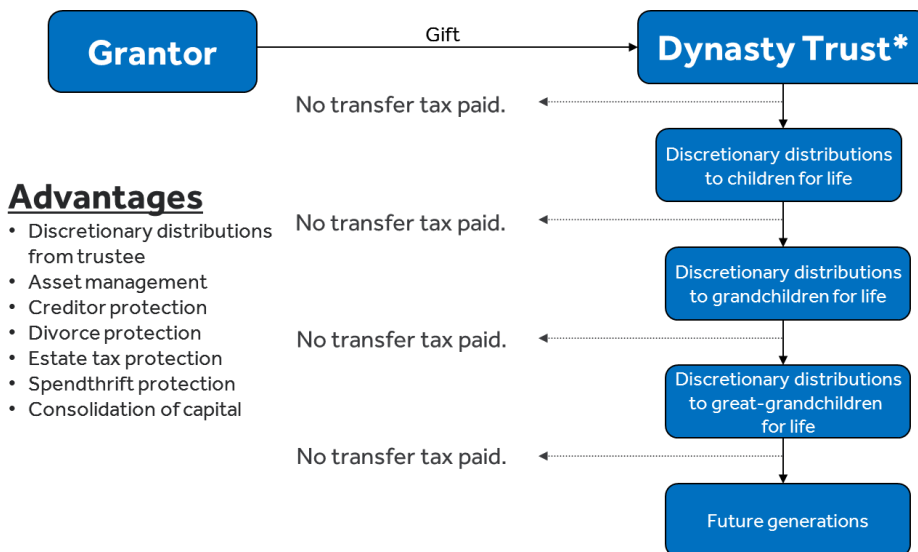 Grantor
Gift
Dynasty Trust*
No transfer tax paid.
Discretionary distributions
to children for life
Advantages
• Discretionary distributions
from trustee
• Asset management
• Creditor protection
• Divorce protection
• Estate tax protection
• Spendthrift protection
• Consolidation of capital
No transfer tax paid.
Discretionary distributions
to grandchildren for life
No transfer tax paid.
Discretionary distributions
to great-grandchildren
for life
No transfer tax paid.
Future generations